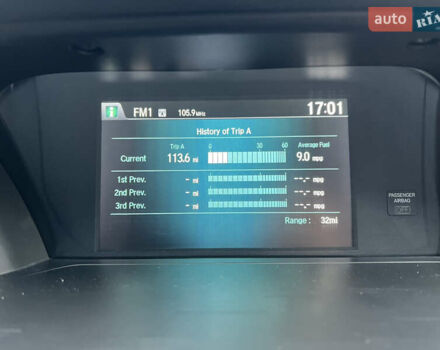 auto RIA
FM1 105.9 MHz 17:01
History of Trip A
Trip A 0 30 60 Average Fuel
Current 113.6 mi 9.0 mpg
1st Prev. - mi --.- mpg
2nd Prev. - mi --.- mpg
3rd Prev. - mi --.- mpg
Range : 32mi
PASSENGER
AIRBAG
OFF